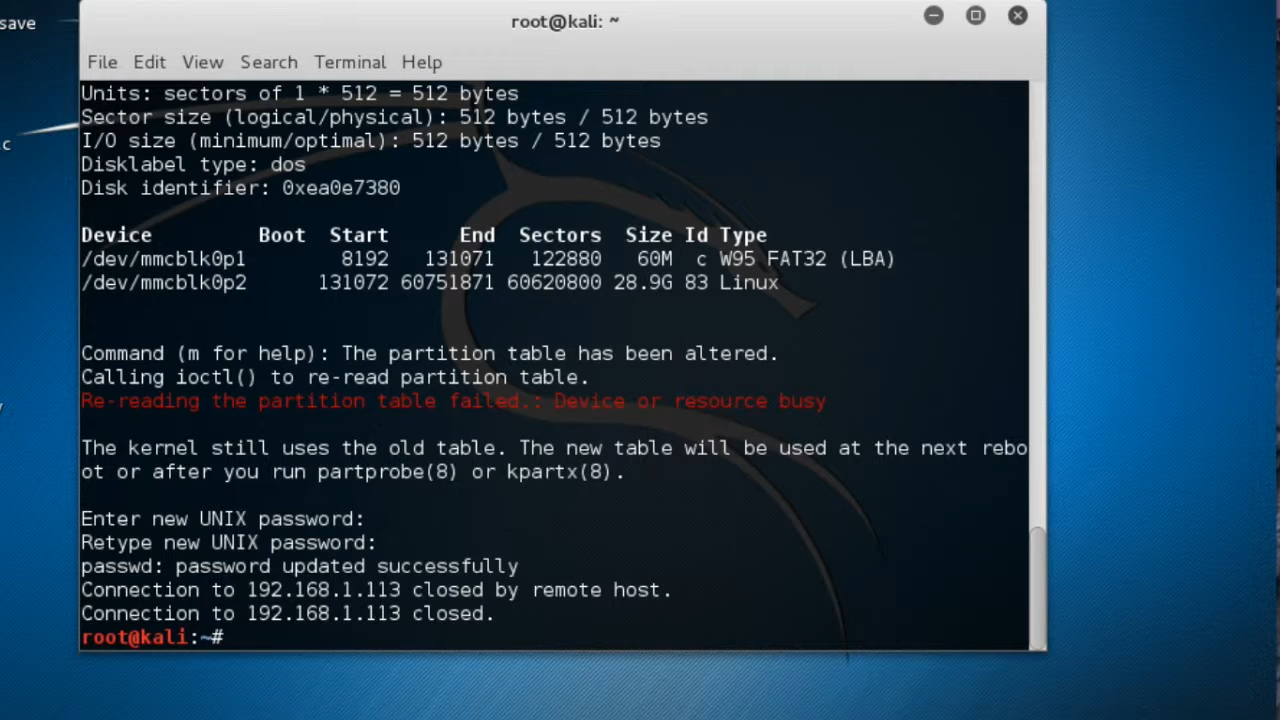 save
root@kali: ~
File Edit View Search Terminal Help
Units: sectors of 1 * 512 = 512 bytes
Sector size (logical/physical): 512 bytes / 512 bytes
.c
I/O size (minimum/optimal): 512 bytes / 512 bytes
Disklabel type: dos
Disk identifier: 0xea0e7380
Device Boot Start End Sectors Size Id Type
/dev/mmcblk0p1 8192 131071 122880 60M c W95 FAT32 (LBA)
/dev/mmcblk0p2 131072 60751871 60620800 28.9G 83 Linux
Command (m for help): The partition table has been altered.
Calling ioctl() to re-read partition table.
Re-reading the partition table failed.: Device or resource busy
The kernel still uses the old table. The new table will be used at the next rebo
ot or after you run partprobe(8) or kpartx(8).
Enter new UNIX password:
Retype new UNIX password:
passwd: password updated successfully
Connection to 192.168.1.113 closed by remote host.
Connection to 192.168.1.113 closed.
root@kali:~#